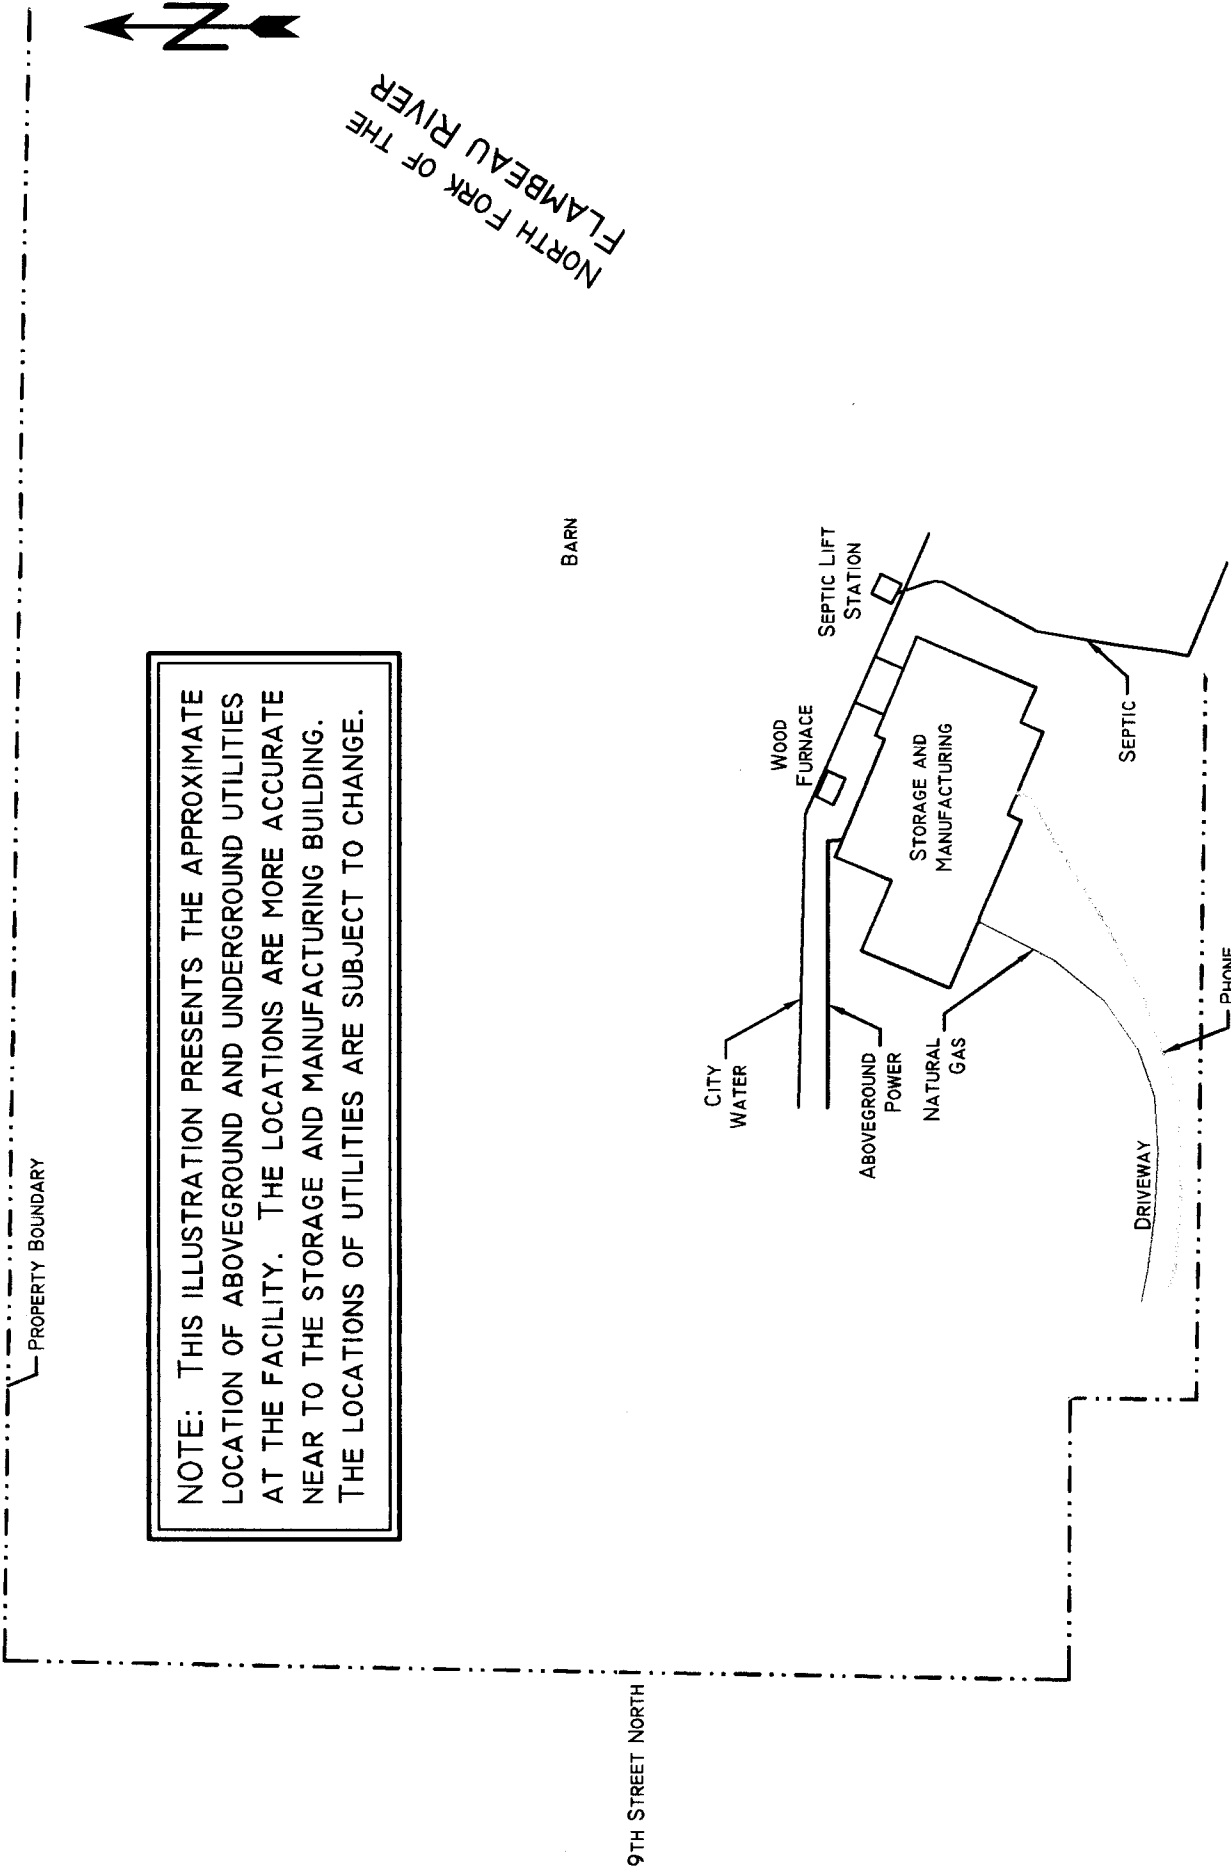 N
NORTH FORK OF THE
FLAMBEAU RIVER
PROPERTY BOUNDARY
NOTE: THIS ILLUSTRATION PRESENTS THE APPROXIMATE
LOCATION OF ABOVEGROUND AND UNDERGROUND UTILITIES
AT THE FACILITY. THE LOCATIONS ARE MORE ACCURATE
NEAR TO THE STORAGE AND MANUFACTURING BUILDING.
THE LOCATIONS OF UTILITIES ARE SUBJECT TO CHANGE.
BARN
9TH STREET NORTH
CITY
WATER
WOOD
FURNACE
SEPTIC LIFT
STATION
ABOVEGROUND
POWER
STORAGE AND
MANUFACTURING
NATURAL
GAS
SEPTIC
DRIVEWAY
PHONE